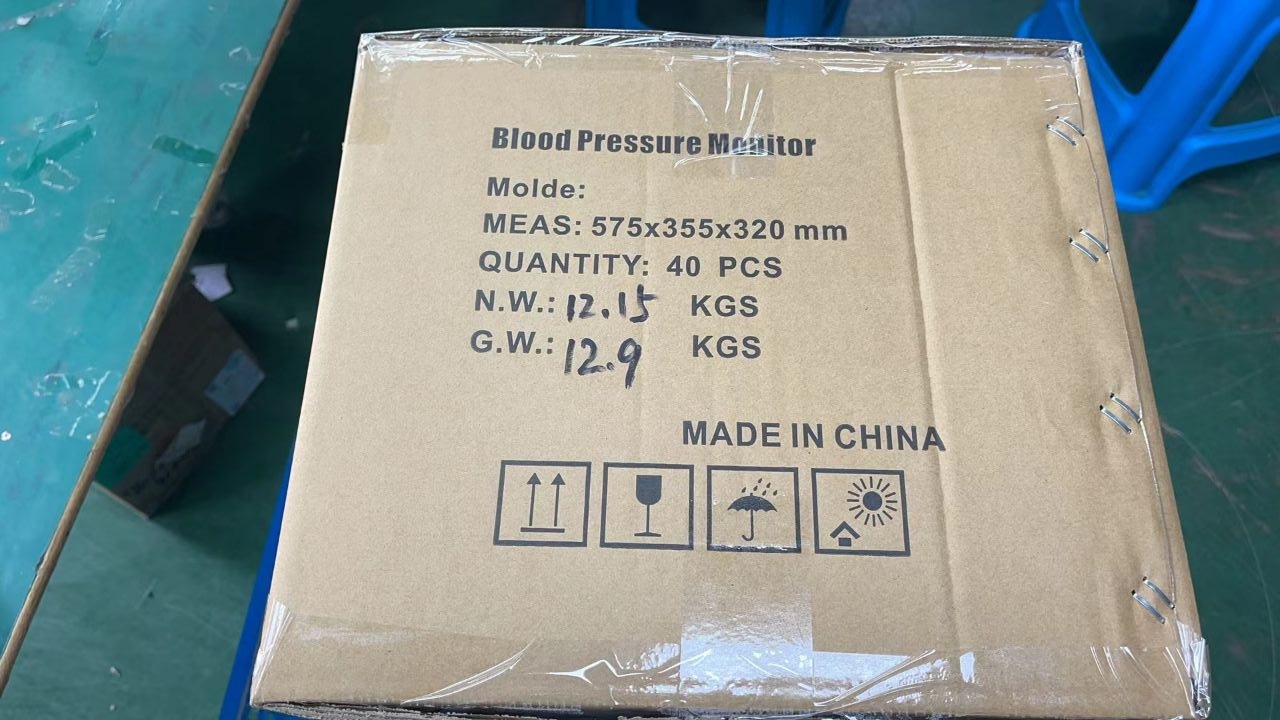 Blood Pressure Monitor
Molde:
MEAS: 575x355x320 mm
QUANTITY: 40 PCS
N.W.: 12.15 KGS
G.W.: 12.9 KGS
MADE IN CHINA